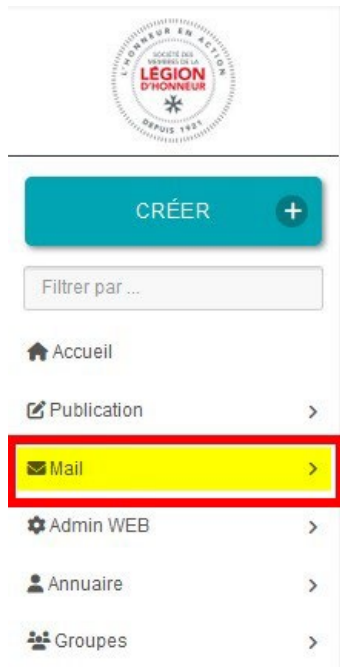 L'HONNEUR EN ACTION
SOCIÉTÉ DES
MEMBRES DE LA
LÉGION
D'HONNEUR
DEPUIS 1921
CRÉER +
Filtrer par ...
Accueil
Publication
Mail
Admin WEB
Annuaire
Groupes